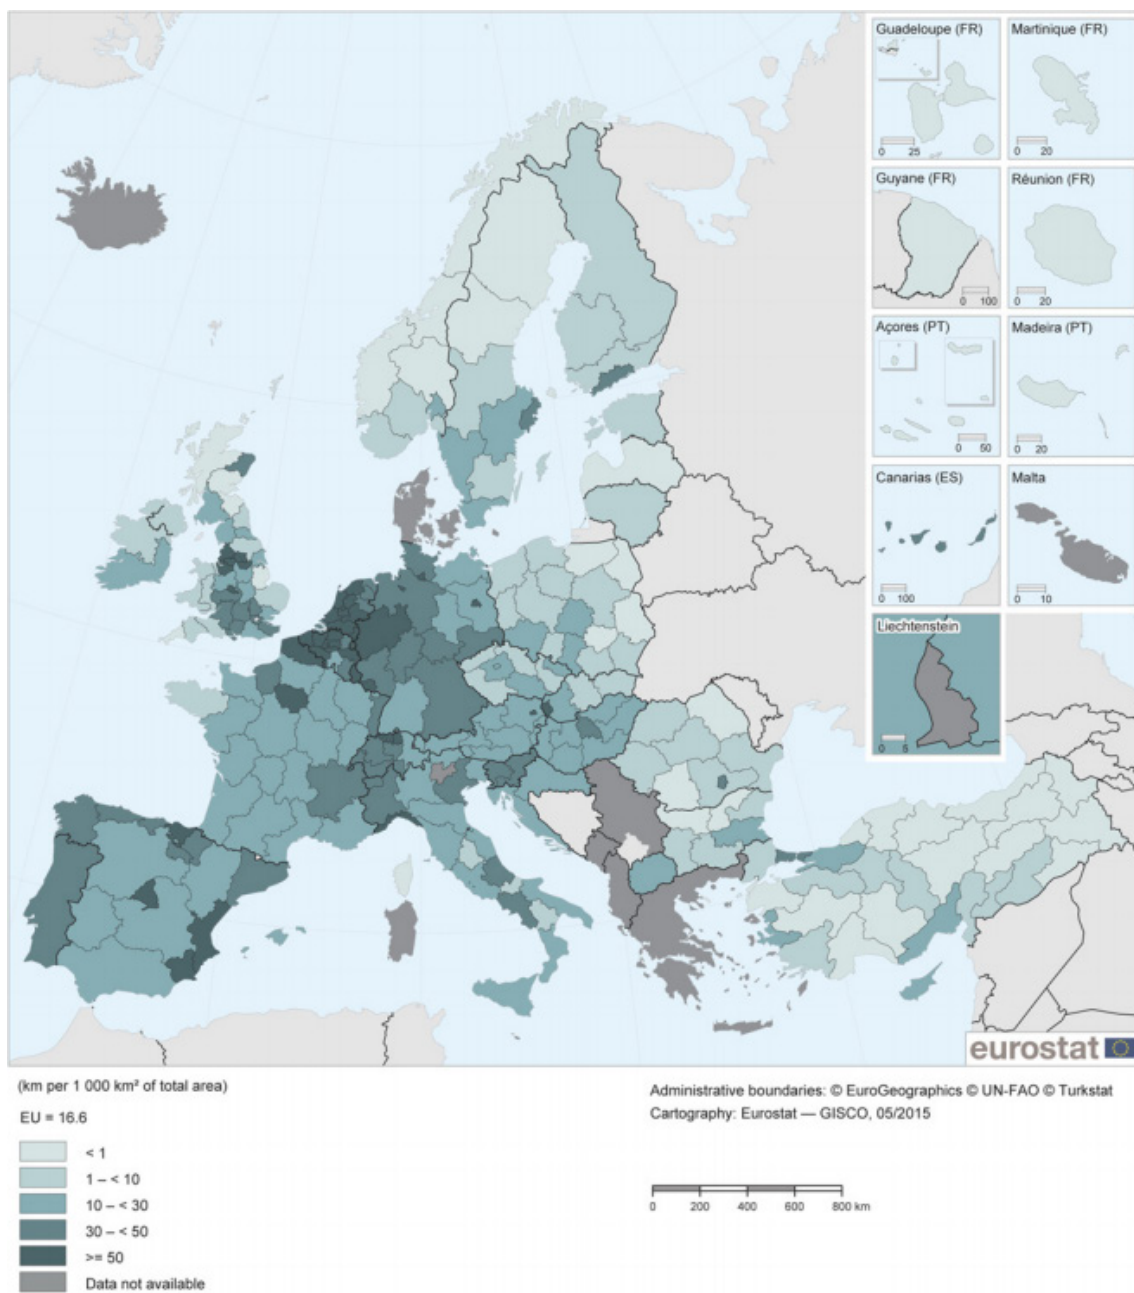 Guadeloupe (FR)
0 25
Martinique (FR)
0 20
Guyane (FR)
0 100
Réunion (FR)
0 20
Açores (PT)
0 50
Madeira (PT)
0 20
Canarias (ES)
0 100
Malta
0 10
Liechtenstein
0 5
eurostat
(km per 1 000 km² of total area)
EU = 16.6
< 1
1 – < 10
10 – < 30
30 – < 50
>= 50
Data not available
Administrative boundaries: © EuroGeographics © UN-FAO © Turkstat
Cartography: Eurostat — GISCO, 05/2015
0 200 400 600 800 km